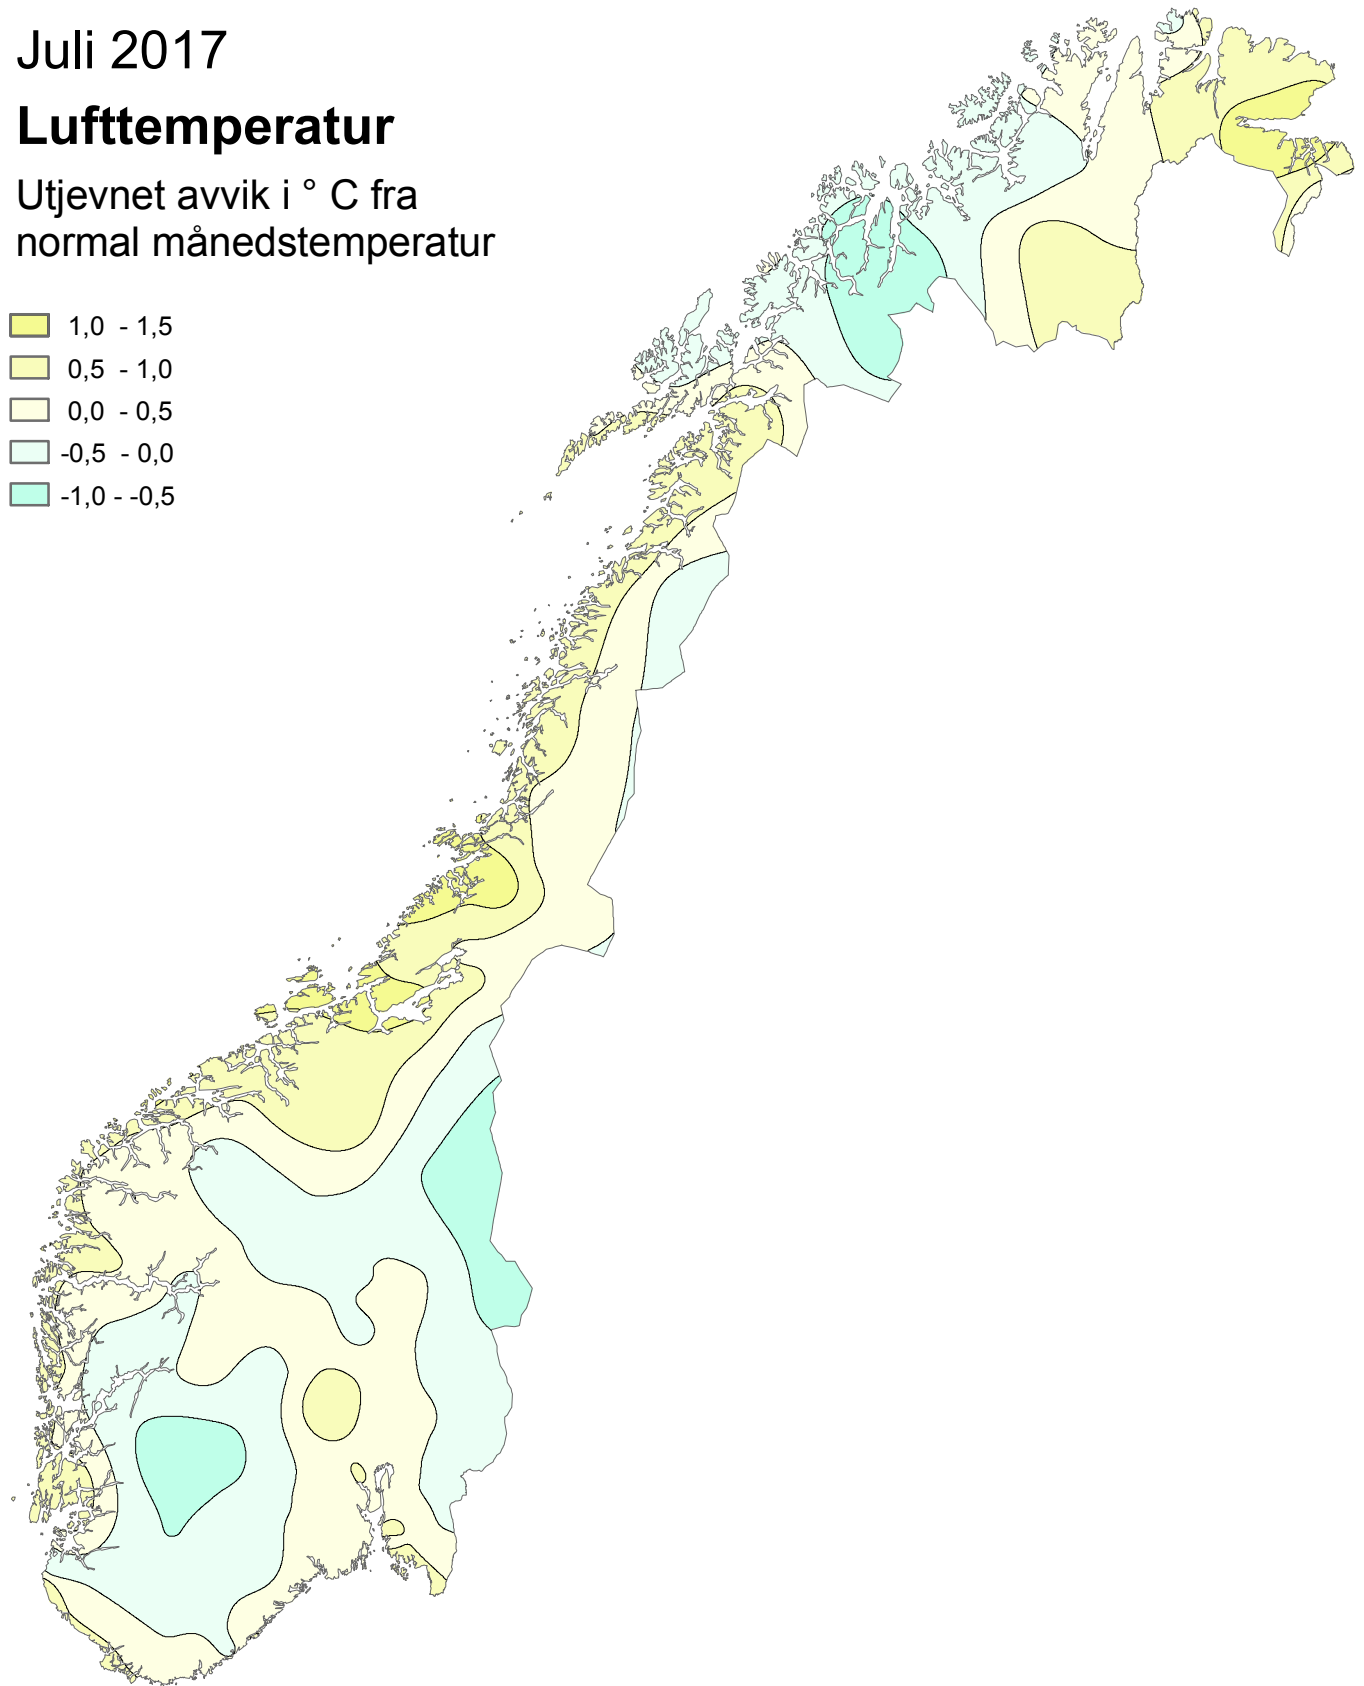 Juli 2017
Lufttemperatur
Utjevnet avvik i ° C fra
normal månedstemperatur
1,0 - 1,5
0,5 - 1,0
0,0 - 0,5
-0,5 - 0,0
-1,0 - -0,5